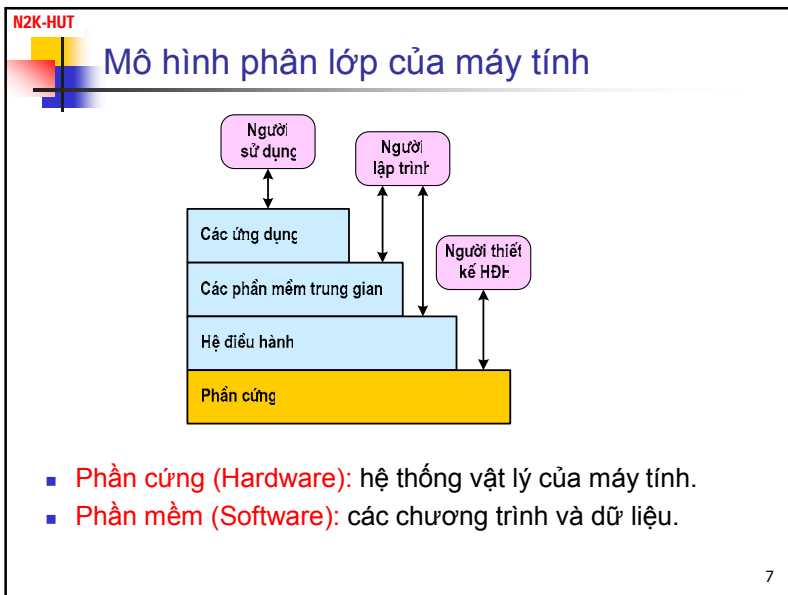 N2K-HUT
Mô hình phân lớp của máy tính
Người
sử dụng
Người
lập trình
Các ứng dụng
Người thiết
kế HĐH
Các phần mềm trung gian
Hệ điều hành
Phần cứng
Phần cứng (Hardware): hệ thống vật lý của máy tính.
Phần mềm (Software): các chương trình và dữ liệu.
7